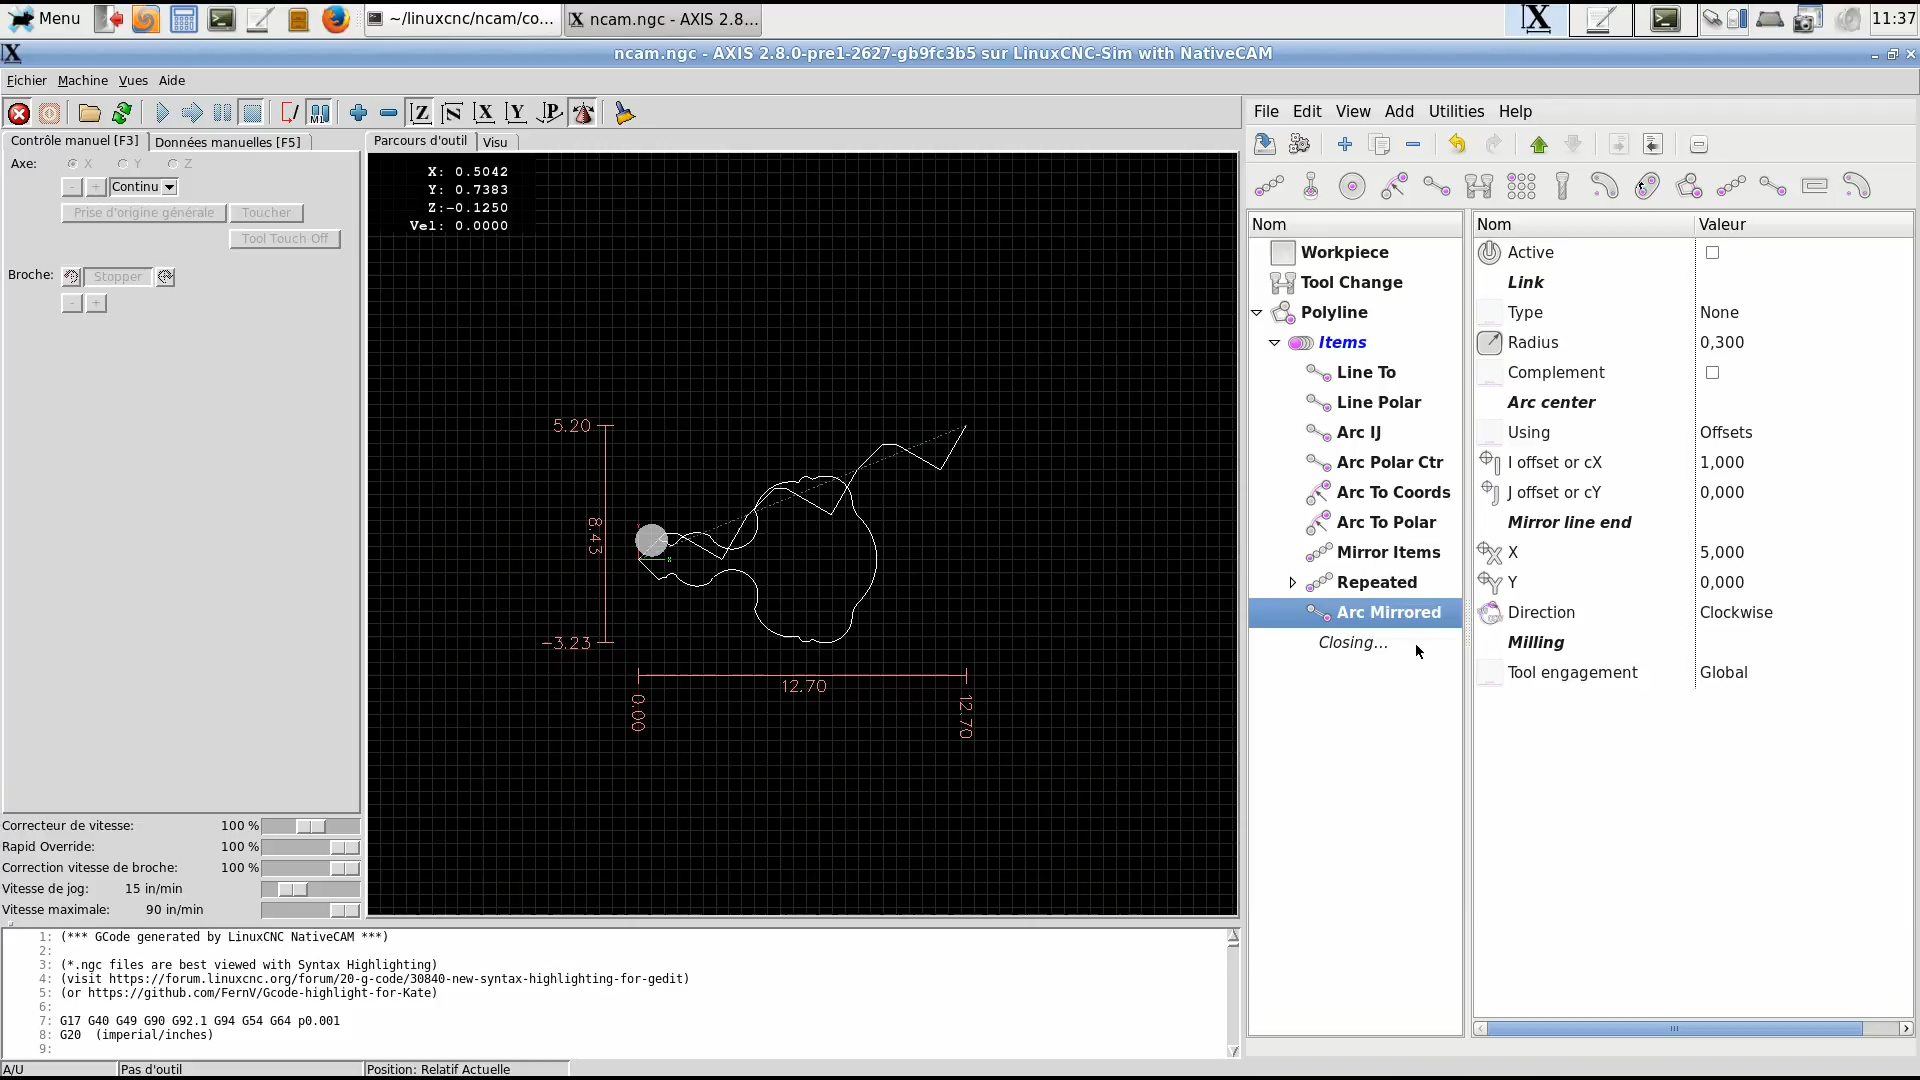 Menu
~/linuxcnc/ncam/co...
ncam.ngc - AXIS 2.8...
11:37
ncam.ngc - AXIS 2.8.0-pre1-2627-gb9fc3b5 sur LinuxCNC-Sim with NativeCAM
Fichier Machine Vues Aide
File Edit View Add Utilities Help
Contrôle manuel [F3]
Données manuelles [F5]
Axe:
X Y Z
- + Continu
Prise d'origine générale
Toucher
Tool Touch Off
Broche:
Stopper
- +
Parcours d'outil
Visu
X: 0.5042
Y: 0.7383
Z:-0.1250
Vel: 0.0000
5.20
8.43
-3.23
12.70
0.00
12.70
Nom
Workpiece
Tool Change
Polyline
Items
Line To
Line Polar
Arc IJ
Arc Polar Ctr
Arc To Coords
Arc To Polar
Mirror Items
Repeated
Arc Mirrored
Closing...
Nom Valeur
Active
Link
Type None
Radius 0,300
Complement
Arc center
Using Offsets
I offset or cX 1,000
J offset or cY 0,000
Mirror line end
X 5,000
Y 0,000
Direction Clockwise
Milling
Tool engagement Global
Correcteur de vitesse: 100 %
Rapid Override: 100 %
Correction vitesse de broche: 100 %
Vitesse de jog: 15 in/min
Vitesse maximale: 90 in/min
1: (*** GCode generated by LinuxCNC NativeCAM ***)
2:
3: (*.ngc files are best viewed with Syntax Highlighting)
4: (visit https://forum.linuxcnc.org/forum/20-g-code/30840-new-syntax-highlighting-for-gedit)
5: (or https://github.com/FernV/Gcode-highlight-for-Kate)
6:
7: G17 G40 G49 G90 G92.1 G94 G54 G64 p0.001
8: G20 (imperial/inches)
9:
A/U
Pas d'outil
Position: Relatif Actuelle